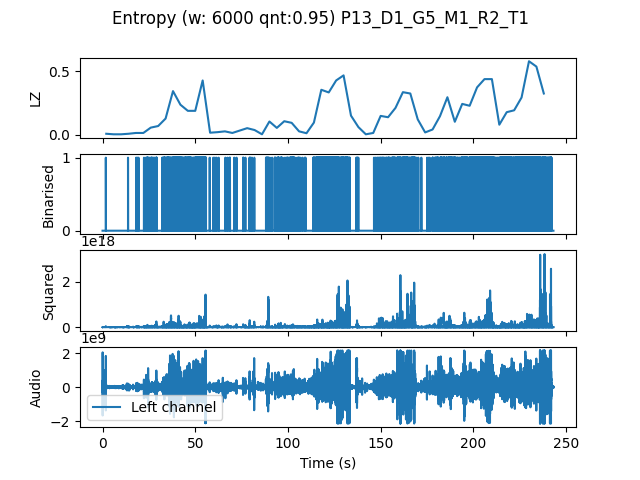 Entropy (w: 6000 qnt:0.95) P13_D1_G5_M1_R2_T1
0.5
0.0
LZ
1
0
Binarised
1e18
2
0
Squared
1e9
2
0
−2
Audio
Left channel
0 50 100 150 200 250
Time (s)